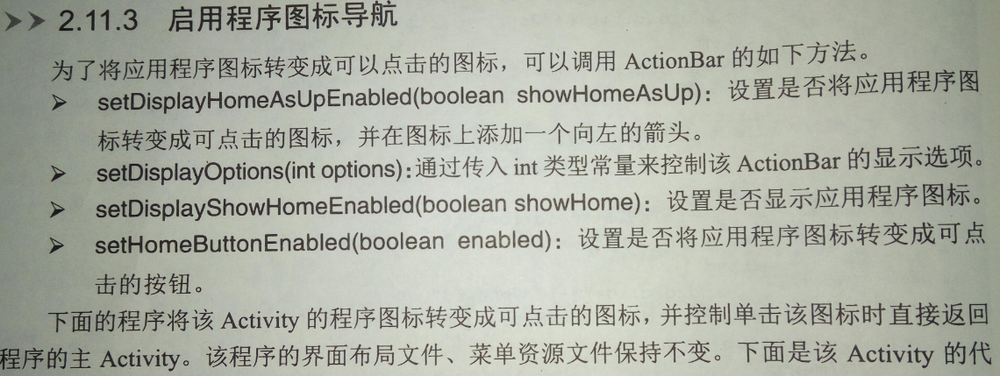 >> 2.11.3 启用程序图标导航
为了将应用程序图标转变成可以点击的图标，可以调用 ActionBar 的如下方法。
➢ setDisplayHomeAsUpEnabled(boolean showHomeAsUp)：设置是否将应用程序图
标转变成可点击的图标，并在图标上添加一个向左的箭头。
➢ setDisplayOptions(int options)：通过传入 int 类型常量来控制该 ActionBar 的显示选项。
➢ setDisplayShowHomeEnabled(boolean showHome)：设置是否显示应用程序图标。
➢ setHomeButtonEnabled(boolean enabled)：设置是否将应用程序图标转变成可点
击的按钮。
下面的程序将该 Activity 的程序图标转变成可点击的图标，并控制单击该图标时直接返回
程序的主 Activity。该程序的界面布局文件、菜单资源文件保持不变。下面是该 Activity 的代